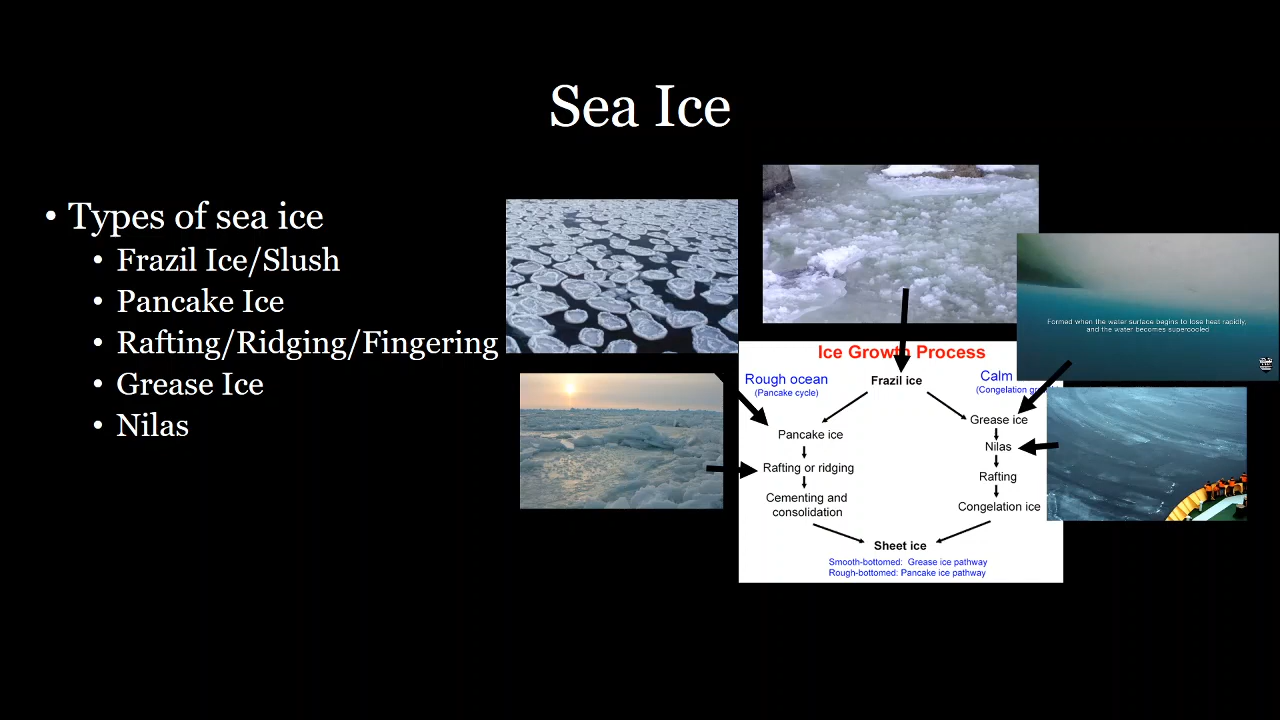 Sea Ice
• Types of sea ice
• Frazil Ice/Slush
• Pancake Ice
• Rafting/Ridging/Fingering
• Grease Ice
• Nilas
Formed when the water surface begins to lose heat rapidly,
and the water becomes supercooled
Ice Growth Process
Rough ocean
(Pancake cycle)
Frazil ice
Calm
(Congelation
Pancake ice
Rafting or ridging
Cementing and
consolidation
Grease ice
Nilas
Rafting
Congelation ice
Sheet ice
Smooth-bottomed: Grease ice pathway
Rough-bottomed: Pancake ice pathway